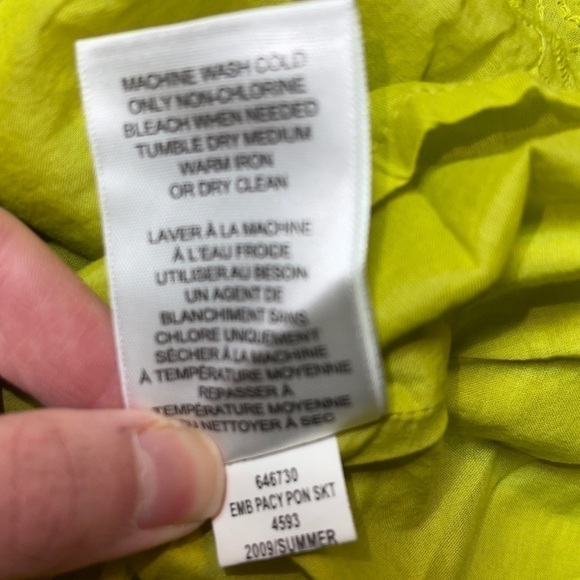 MACHINE WASH COLD
ONLY NON-CHLORINE
BLEACH WHEN NEEDED
TUMBLE DRY MEDIUM
WARM IRON
OR DRY CLEAN
LAVER À LA MACHINE
À L'EAU FROIDE
UTILISER AU BESOIN
UN AGENT DE
BLANCHIMENT SANS
CHLORE UNIQUEMENT
SÉCHER À LA MACHINE
À TEMPÉRATURE MOYENNE
REPASSER À
TEMPÉRATURE MOYENNE
NETTOYER À SEC
646730
EMB PACY PON SKT
4593
2009/SUMMER